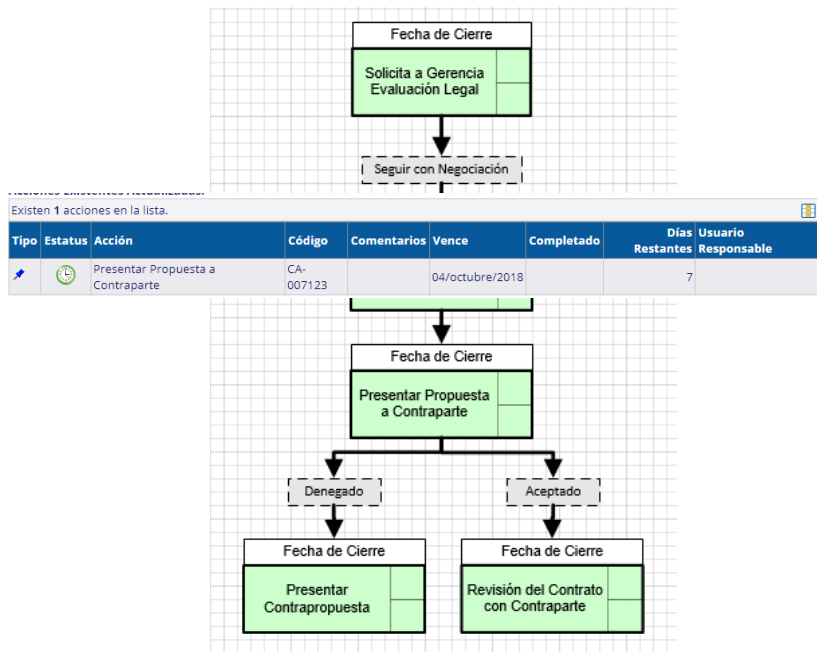 Fecha de Cierre
Solicita a Gerencia
Evaluación Legal
Seguir con Negociación
Acciones Existentes Actualizadas:
Existen 1 acciones en la lista.
Tipo Estatus Acción Código Comentarios Vence Completado Días Restantes Usuario Responsable
Presentar Propuesta a Contraparte CA-007123 04/octubre/2018 7
Fecha de Cierre
Presentar Propuesta
a Contraparte
Denegado Aceptado
Fecha de Cierre Fecha de Cierre
Presentar
Contrapropuesta
Revisión del Contrato
con Contraparte